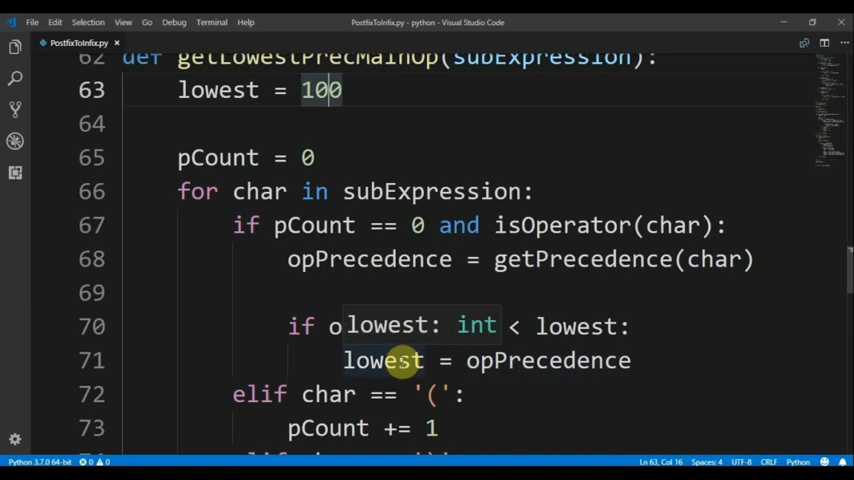 File Edit Selection View Go Debug Terminal Help PostfixToInfix.py - python - Visual Studio Code
PostfixToInfix.py
62 def getLowestPrecMainOp(subExpression):
63 lowest = 100
64
65 pCount = 0
66 for char in subExpression:
67 if pCount == 0 and isOperator(char):
68 opPrecedence = getPrecedence(char)
69
lowest: int
70 if o < lowest:
71 lowest = opPrecedence
72 elif char == '(':
73 pCount += 1
Python 3.7.0 64-bit 0 0 Ln 63, Col 16 Spaces: 4 UTF-8 CRLF Python